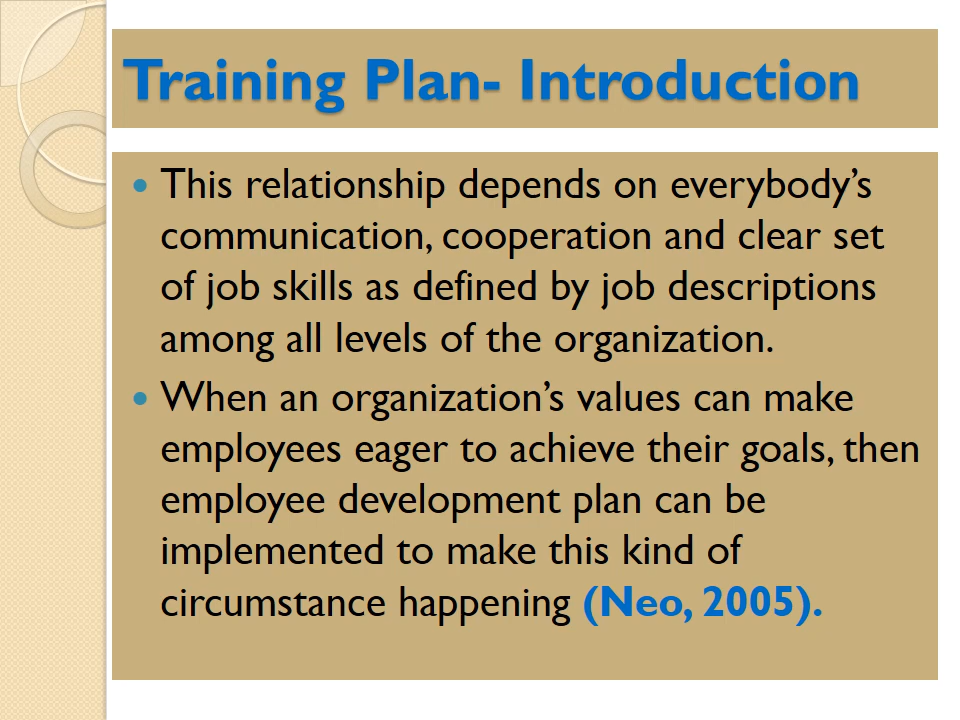 Training Plan- Introduction
This relationship depends on everybody’s
communication, cooperation and clear set
of job skills as defined by job descriptions
among all levels of the organization.
When an organization’s values can make
employees eager to achieve their goals, then
employee development plan can be
implemented to make this kind of
circumstance happening (Neo, 2005).